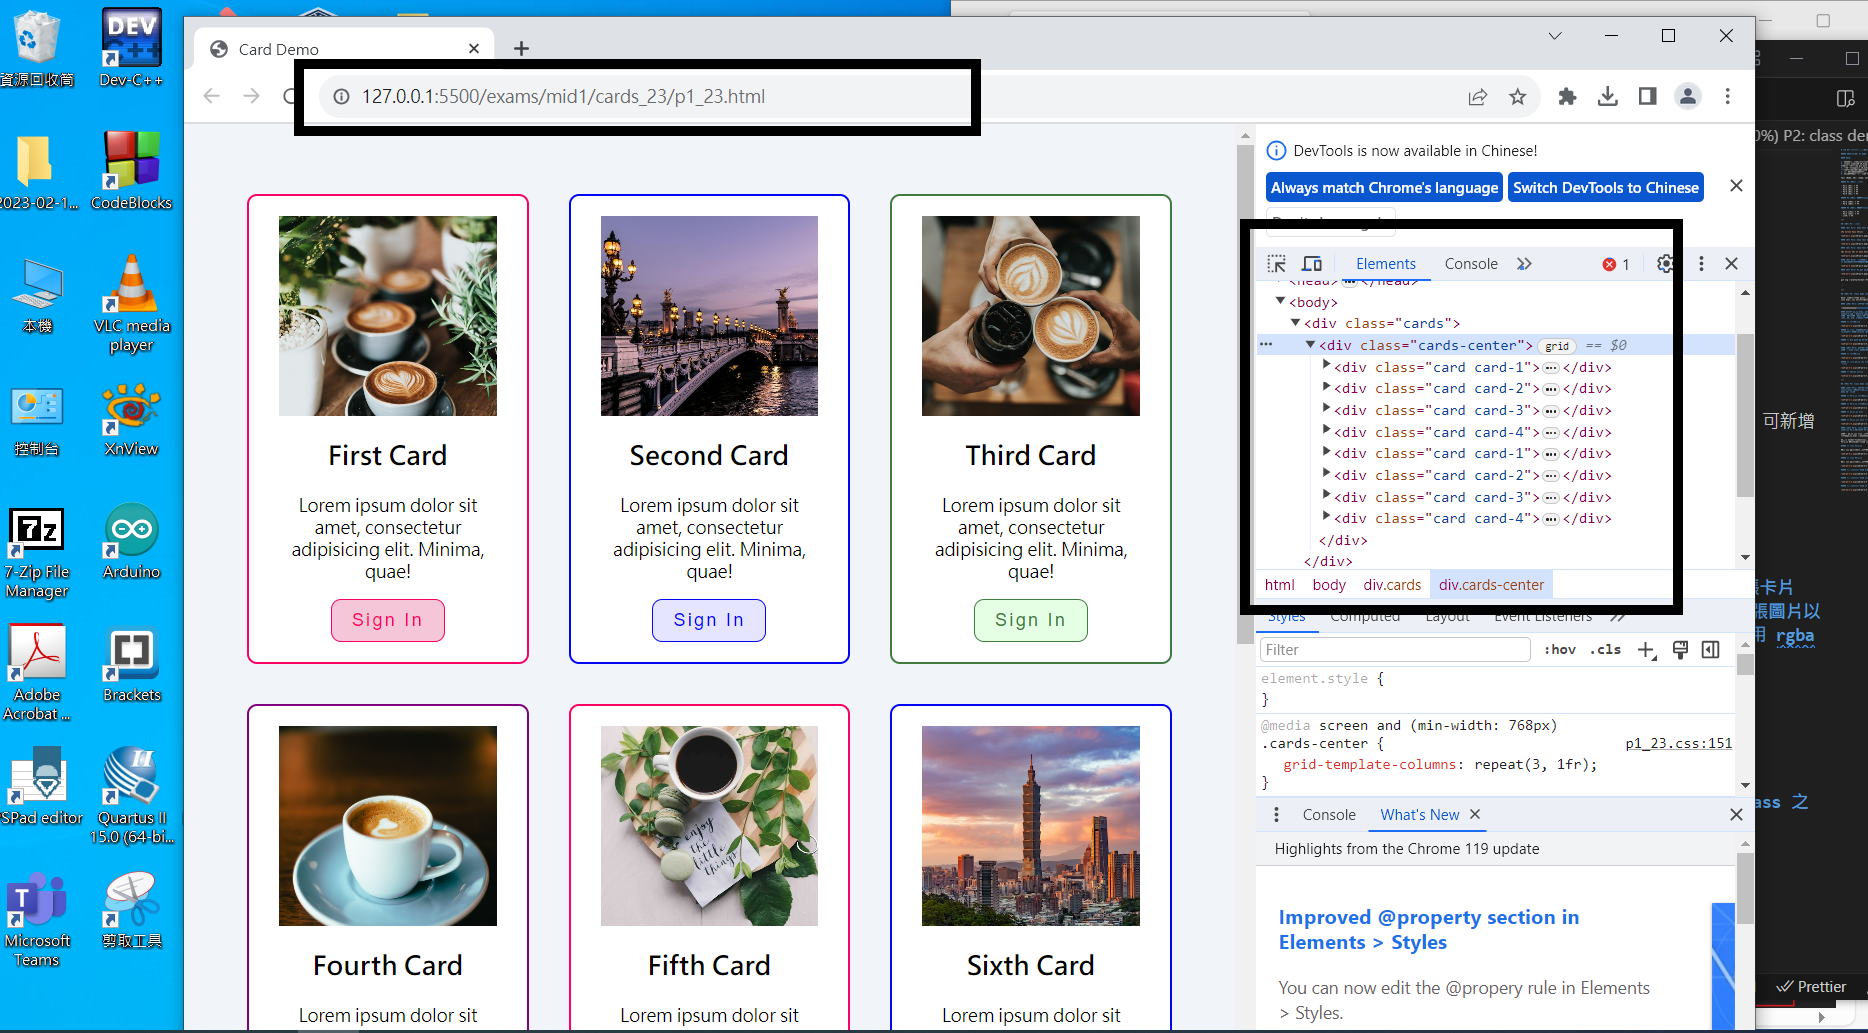 資源回收筒
Dev-C++
2023-02-1...
CodeBlocks
本機
VLC media
player
控制台
XnView
7-Zip File
Manager
Arduino
Adobe
Acrobat ...
Brackets
PSPad editor
Quartus II
15.0 (64-bi...
Microsoft
Teams
剪取工具
Card Demo
127.0.0.1:5500/exams/mid1/cards_23/p1_23.html
First Card
Lorem ipsum dolor sit
amet, consectetur
adipisicing elit. Minima,
quae!
Sign In
Second Card
Lorem ipsum dolor sit
amet, consectetur
adipisicing elit. Minima,
quae!
Sign In
Third Card
Lorem ipsum dolor sit
amet, consectetur
adipisicing elit. Minima,
quae!
Sign In
Fourth Card
Lorem ipsum dolor sit
enjoy
the
little
things
Fifth Card
Lorem ipsum dolor sit
Sixth Card
Lorem ipsum dolor sit
DevTools is now available in Chinese!
Always match Chrome's language
Switch DevTools to Chinese
Elements
Console
1
<head> ... </head>
<body>
<div class="cards">
<div class="cards-center"> grid == $0
<div class="card card-1"> ... </div>
<div class="card card-2"> ... </div>
<div class="card card-3"> ... </div>
<div class="card card-4"> ... </div>
<div class="card card-1"> ... </div>
<div class="card card-2"> ... </div>
<div class="card card-3"> ... </div>
<div class="card card-4"> ... </div>
</div>
</div>
html body div.cards div.cards-center
Styles Computed Layout Event Listeners
Filter :hov .cls
element.style {
}
@media screen and (min-width: 768px)
.cards-center { p1_23.css:151
grid-template-columns: repeat(3, 1fr);
}
Console What's New
Highlights from the Chrome 119 update
Improved @property section in
Elements > Styles
You can now edit the @propery rule in Elements
> Styles.
0%) P2: class der
可新增
張卡片
張圖片以
用 rgba
ass 之
Prettier